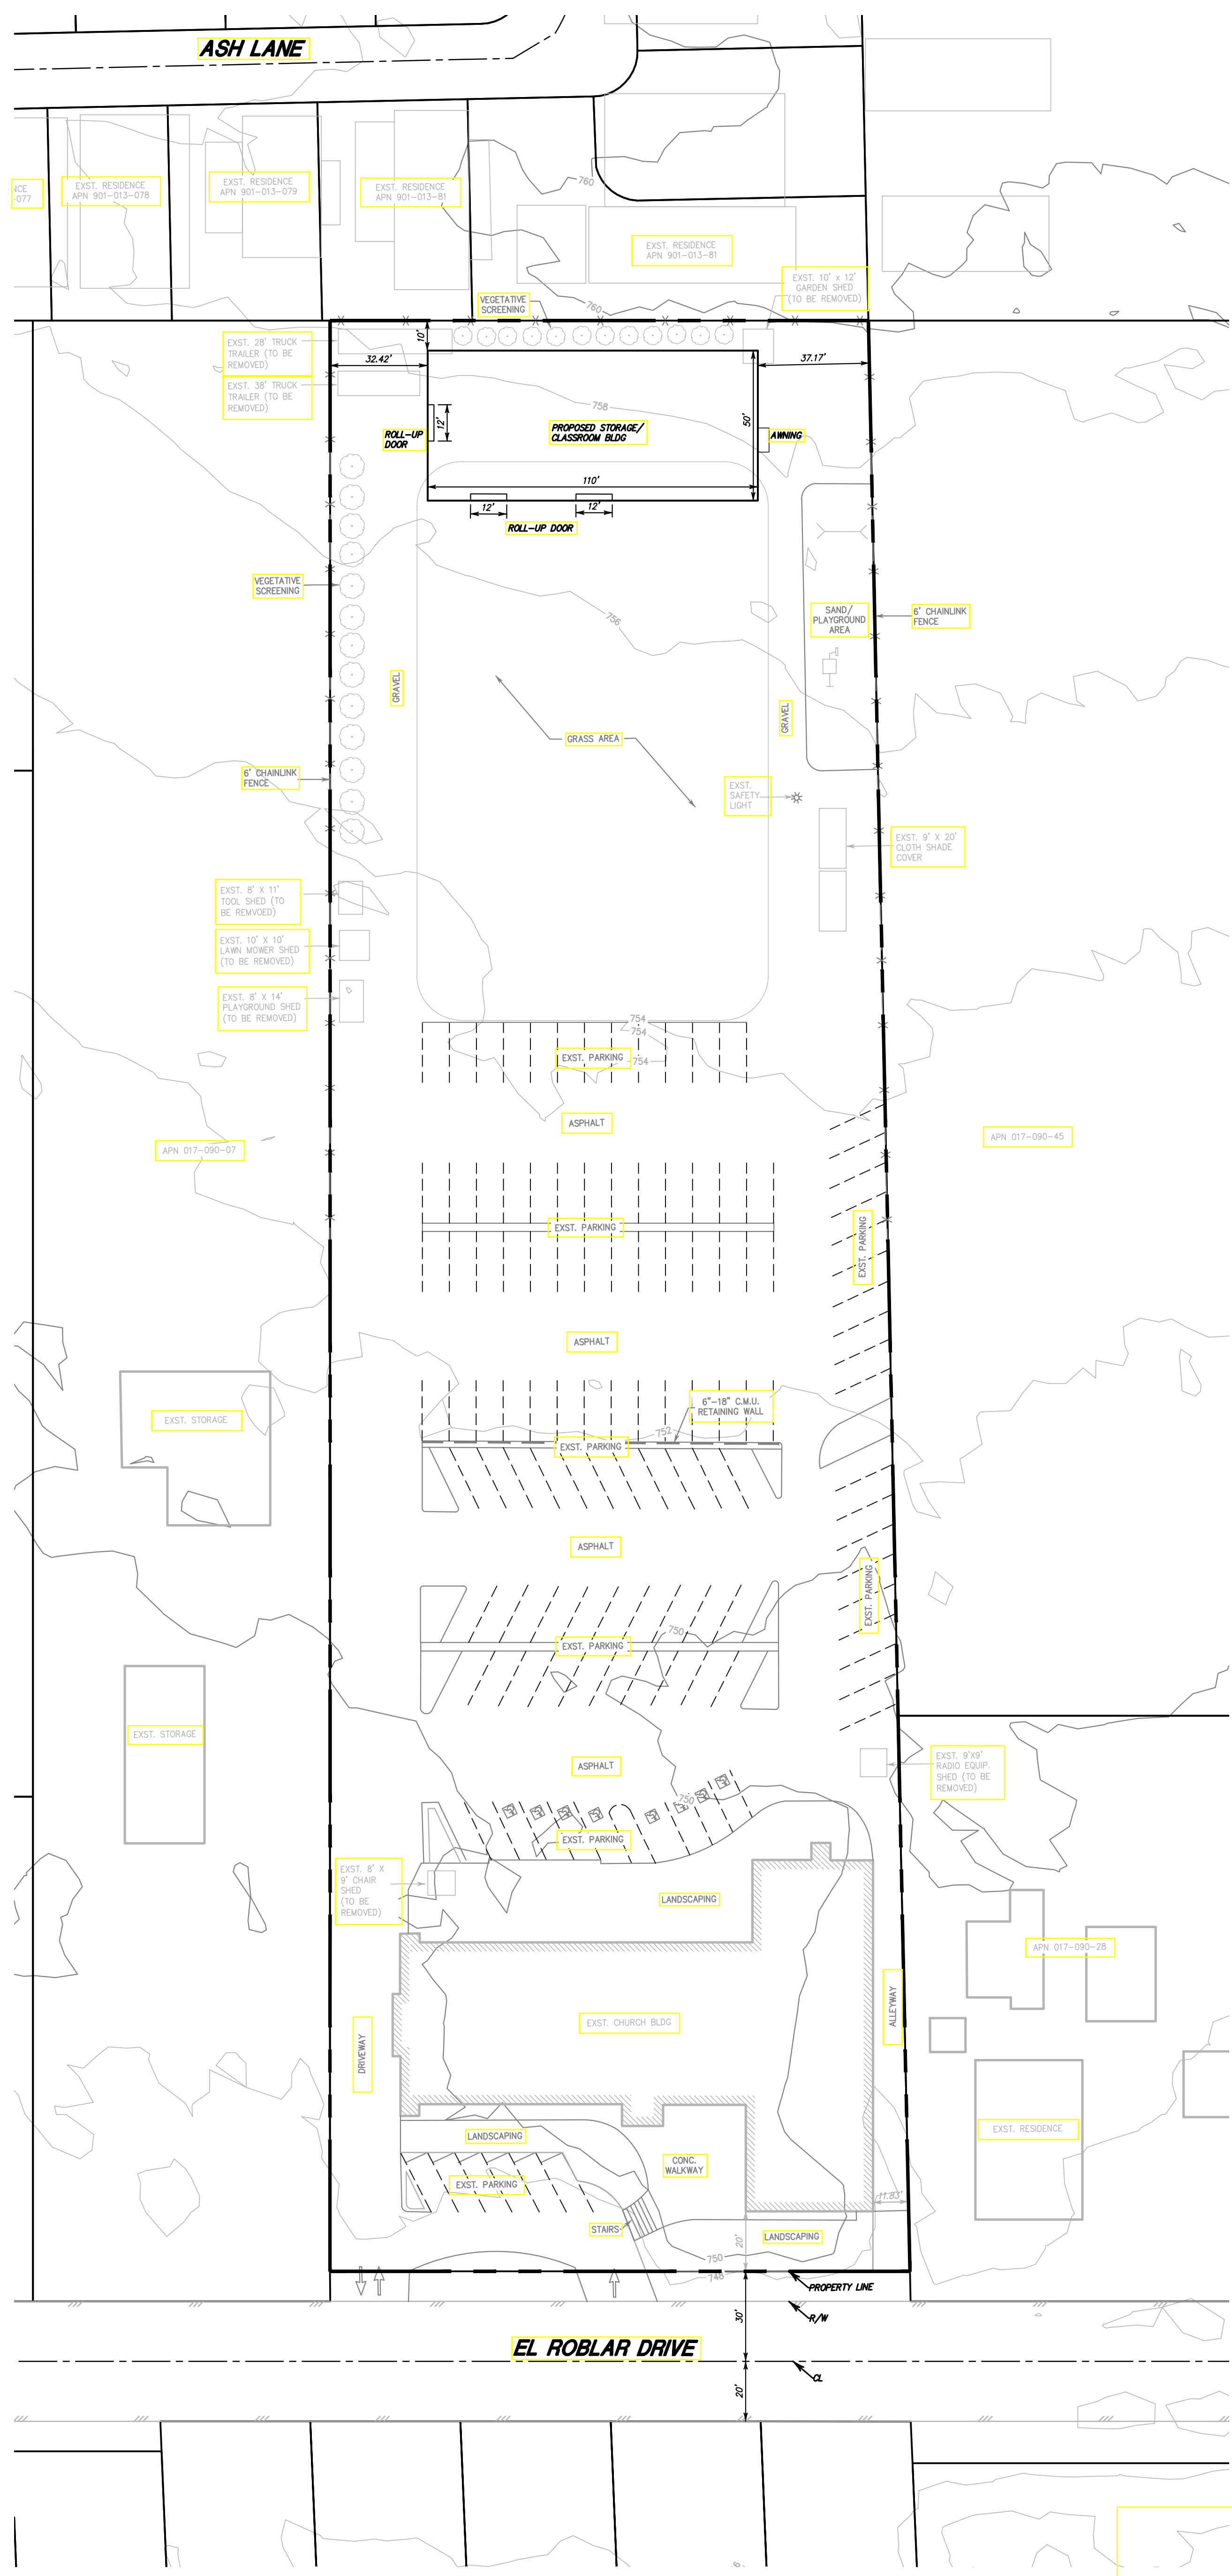 ASH LANE
NCE
-077
EXST. RESIDENCE
APN 901-013-078
EXST. RESIDENCE
APN 901-013-079
EXST. RESIDENCE
APN 901-013-81
760
EXST. RESIDENCE
APN 901-013-81
EXST. 10' x 12'
GARDEN SHED
(TO BE REMOVED)
VEGETATIVE
SCREENING
760
EXST. 28' TRUCK
TRAILER (TO BE
REMOVED)
10'
32.42'
37.17'
EXST. 38' TRUCK
TRAILER (TO BE
REMOVED)
758
12'
50'
ROLL-UP
DOOR
PROPOSED STORAGE/
CLASSROOM BLDG
AWNING
110'
12'
12'
ROLL-UP DOOR
VEGETATIVE
SCREENING
756
SAND/
PLAYGROUND
AREA
6' CHAINLINK
FENCE
GRAVEL
GRAVEL
GRASS AREA
6' CHAINLINK
FENCE
EXST.
SAFETY
LIGHT
EXST. 9' X 20'
CLOTH SHADE
COVER
EXST. 8' X 11'
TOOL SHED (TO
BE REMVOED)
EXST. 10' X 10'
LAWN MOWER SHED
(TO BE REMOVED)
EXST. 8' X 14'
PLAYGROUND SHED
(TO BE REMOVED)
754
754
754
EXST. PARKING
ASPHALT
APN 017-090-07
APN 017-090-45
EXST. PARKING
EXST. PARKING
ASPHALT
6"-18" C.M.U.
RETAINING WALL
EXST. STORAGE
752
EXST. PARKING
ASPHALT
EXST. PARKING
750
EXST. PARKING
EXST. STORAGE
ASPHALT
EXST. 9'X9'
RADIO EQUIP.
SHED (TO BE
REMOVED)
750
EXST. PARKING
EXST. 8' X
9' CHAIR
SHED
(TO BE
REMOVED)
LANDSCAPING
APN 017-090-28
ALLEYWAY
EXST. CHURCH BLDG
DRIVEWAY
LANDSCAPING
EXST. RESIDENCE
CONC.
WALKWAY
EXST. PARKING
11.83'
STAIRS
20'
LANDSCAPING
750
748
PROPERTY LINE
30'
R/W
EL ROBLAR DRIVE
CL
20'